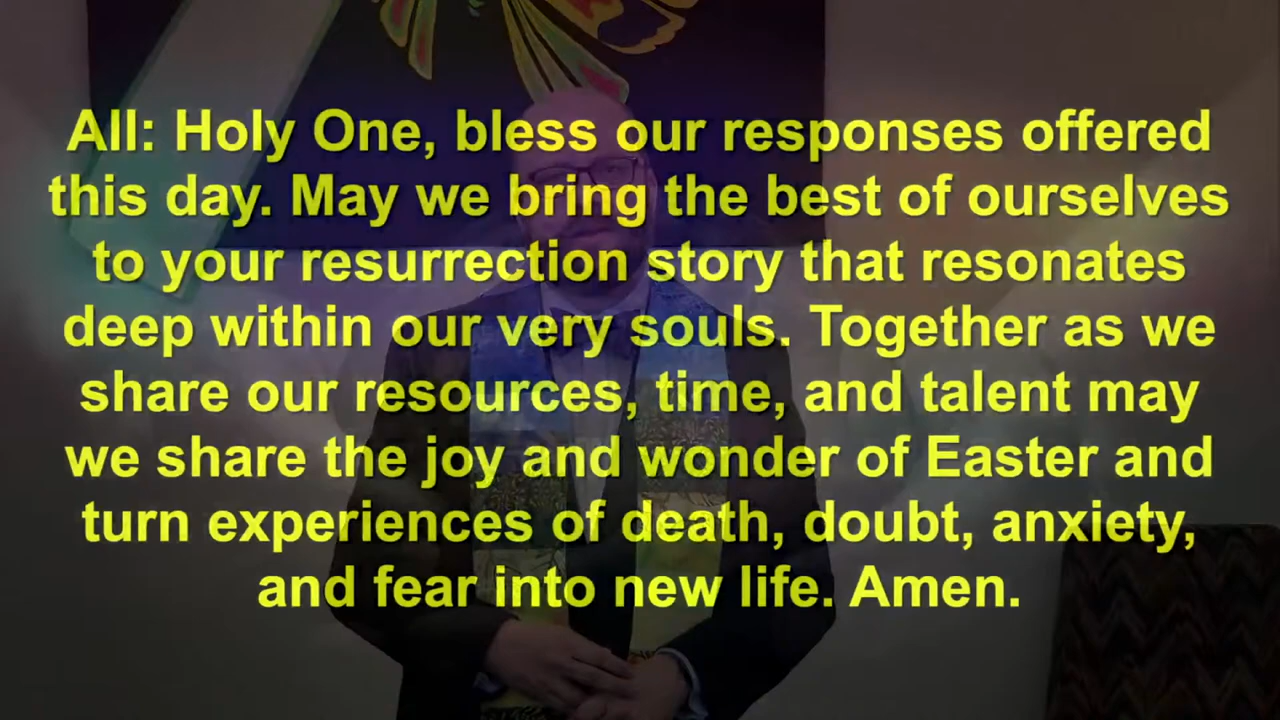 All: Holy One, bless our responses offered
this day. May we bring the best of ourselves
to your resurrection story that resonates
deep within our very souls. Together as we
share our resources, time, and talent may
we share the joy and wonder of Easter and
turn experiences of death, doubt, anxiety,
and fear into new life. Amen.